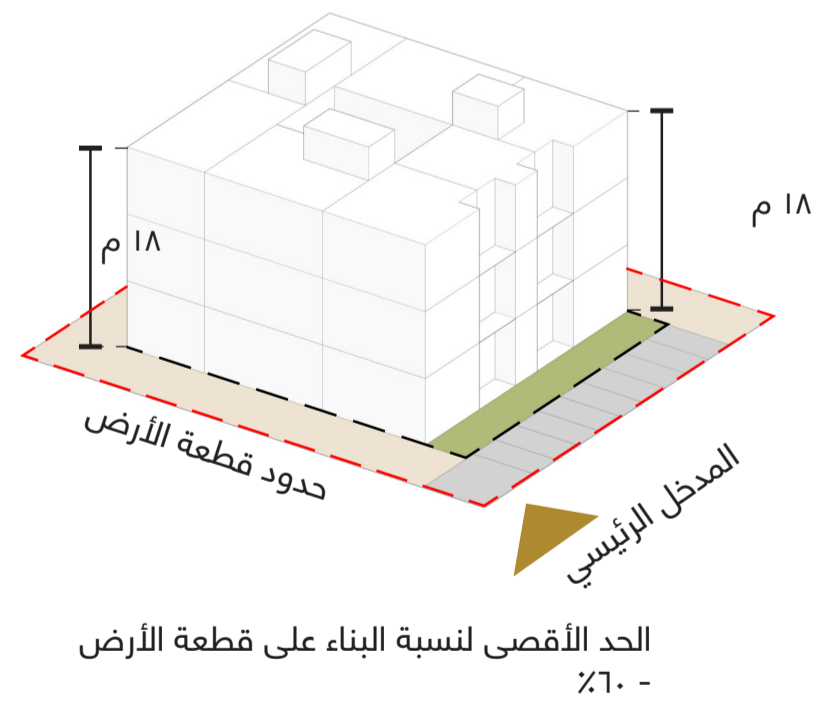 ١٨ م
١٨ م
حدود قطعة الأرض
المدخل الرئيسي
الحد الأقصى لنسبة البناء على قطعة الأرض
- ٦٠٪